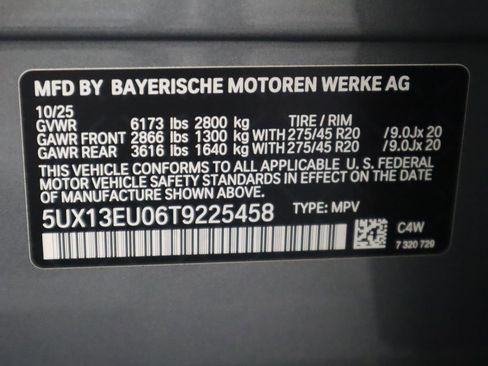 MFD BY BAYERISCHE MOTOREN WERKE AG
10/25
GVWR 6173 lbs 2800 kg TIRE / RIM
GAWR FRONT 2866 lbs 1300 kg WITH 275/45 R20 /9.0Jx 20
GAWR REAR 3616 lbs 1640 kg WITH 275/45 R20 /9.0Jx 20
THIS VEHICLE CONFORMS TO ALL APPLICABLE U. S. FEDERAL
MOTOR VEHICLE SAFETY STANDARDS IN EFFECT ON THE DATE
OF MANUFACTURE SHOWN ABOVE.
5UX13EU06T9225458 TYPE: MPV
C4W
4
7 320 729